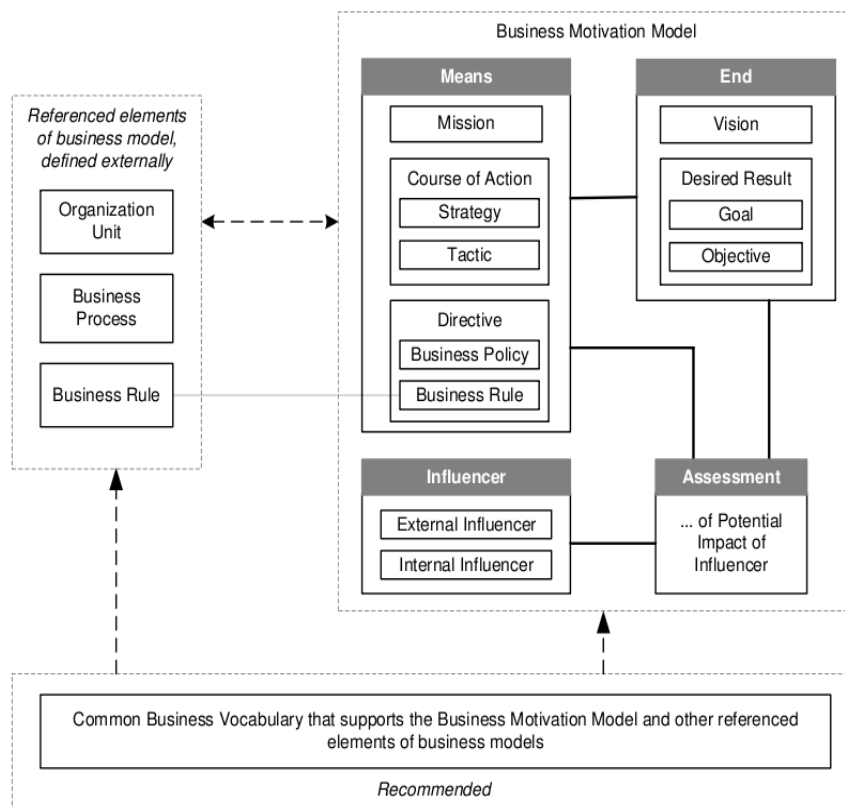 Business Motivation Model
Referenced elements
of business model,
defined externally
Organization
Unit
Business
Process
Business Rule
Means
Mission
Course of Action
Strategy
Tactic
Directive
Business Policy
Business Rule
End
Vision
Desired Result
Goal
Objective
Influencer
External Influencer
Internal Influencer
Assessment
... of Potential
Impact of
Influencer
Common Business Vocabulary that supports the Business Motivation Model and other referenced
elements of business models
Recommended